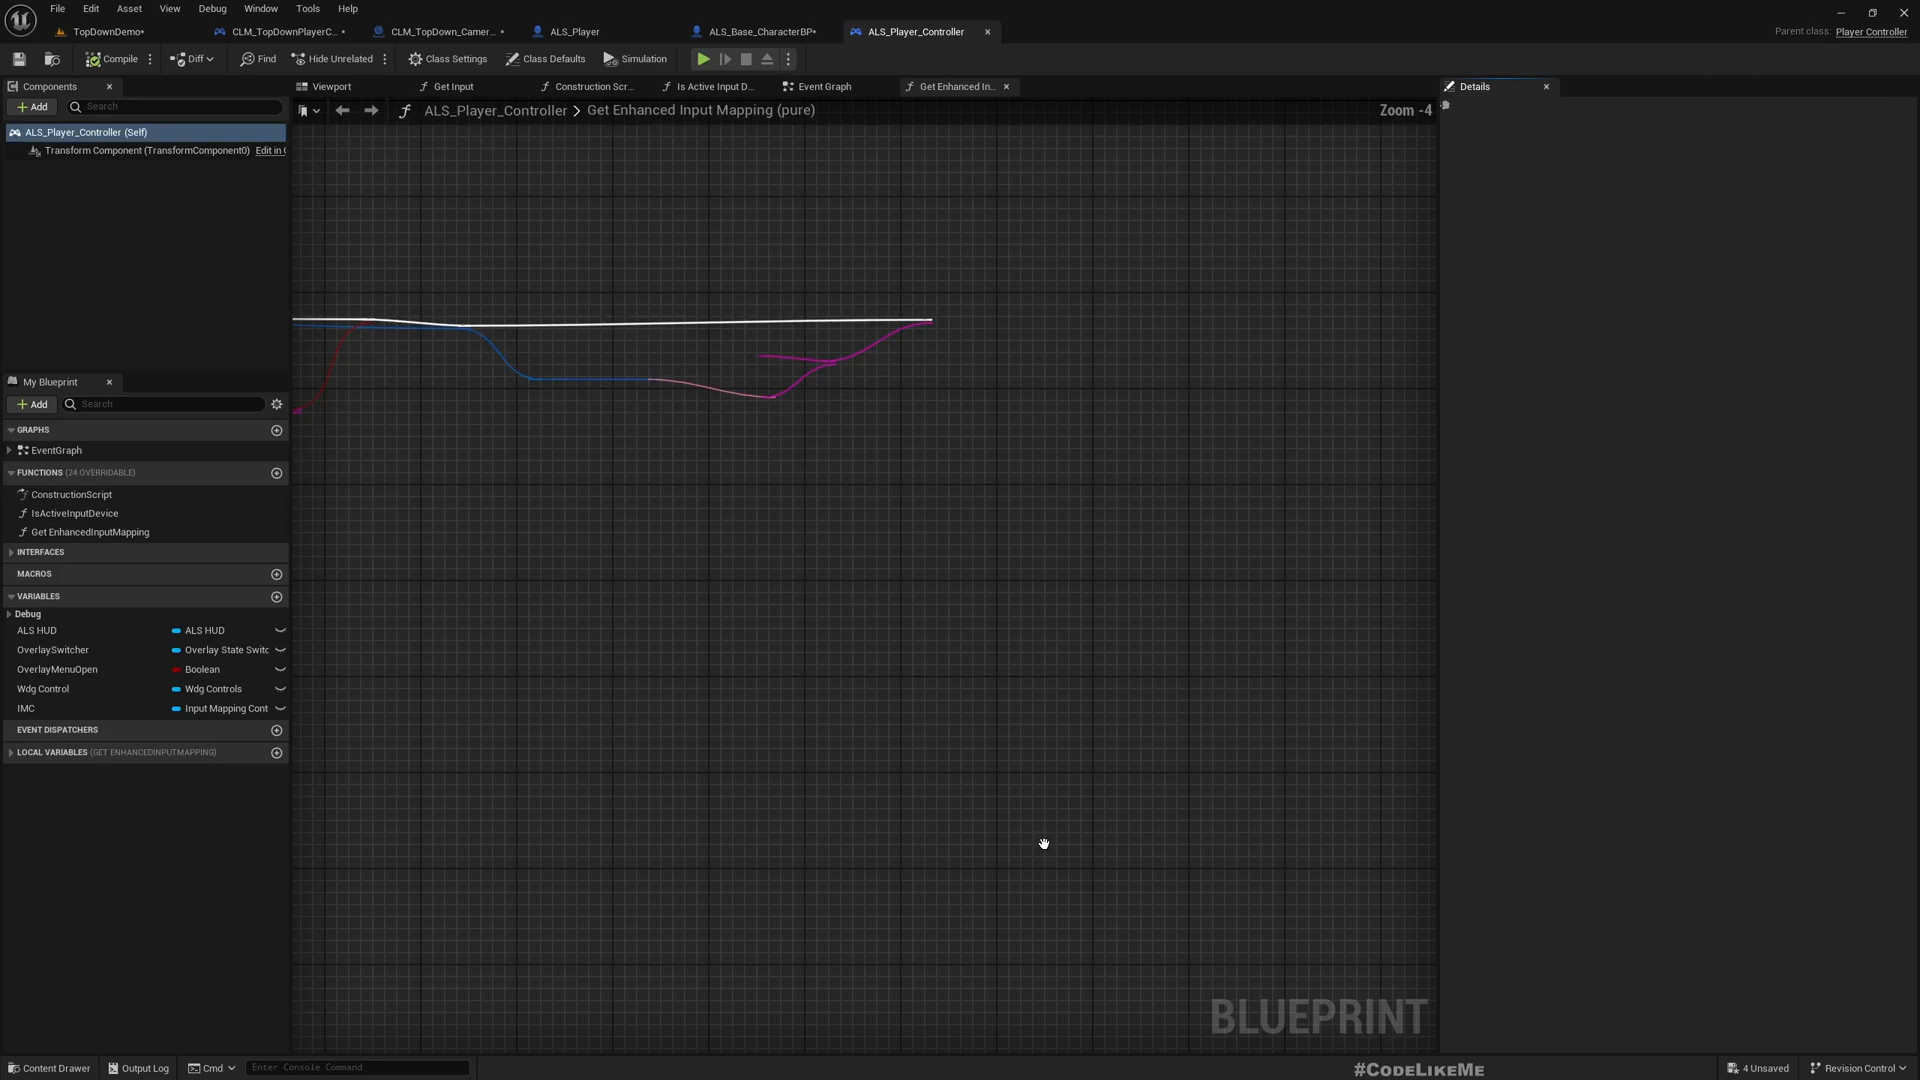 File Edit View Asset Debug Window Tools Help
TopDownDemo* CLM_TopDownPlayerC... • CLM_TopDown_Camer... • ALS_Player ALS_Base_CharacterBP* ALS_Player_Controller
Parent class: Player Controller
Compile Diff Find Hide Unrelated Class Settings Class Defaults Simulation
Components
Viewport Get Input Construction Scr... Is Active Input D... Event Graph Get Enhanced In...
Details
+ Add Search
ALS_Player_Controller > Get Enhanced Input Mapping (pure)
Zoom -4
ALS_Player_Controller (Self)
Transform Component (TransformComponent0) Edit in C
My Blueprint
+ Add Search
GRAPHS
EventGraph
FUNCTIONS (24 OVERRIDABLE)
ConstructionScript
IsActiveInputDevice
Get EnhancedInputMapping
INTERFACES
MACROS
VARIABLES
Debug
ALS HUD ALS HUD
OverlaySwitcher Overlay State Switc
OverlayMenuOpen Boolean
Wdg Control Wdg Controls
IMC Input Mapping Cont
EVENT DISPATCHERS
LOCAL VARIABLES (GET ENHANCEDINPUTMAPPING)
BLUEPRINT
Content Drawer Output Log Cmd Enter Console Command
#CODELIKEME
4 Unsaved Revision Control